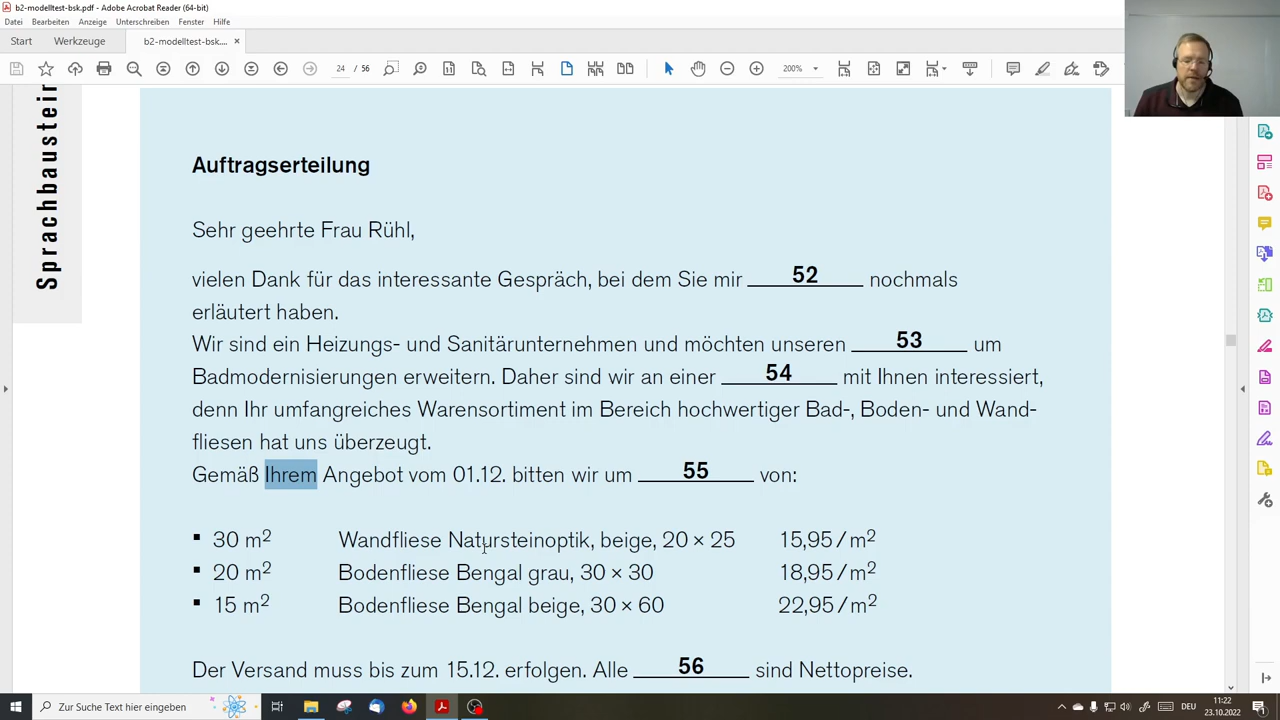 b2-modelltest-bsk.pdf - Adobe Acrobat Reader (64-bit)
Datei Bearbeiten Anzeige Unterschreiben Fenster Hilfe
Start Werkzeuge b2-modelltest-bsk.... ×
24 / 56 200%
Sprachbaustein
Auftragserteilung
Sehr geehrte Frau Rühl,
vielen Dank für das interessante Gespräch, bei dem Sie mir 52 nochmals
erläutert haben.
Wir sind ein Heizungs- und Sanitärunternehmen und möchten unseren 53 um
Badmodernisierungen erweitern. Daher sind wir an einer 54 mit Ihnen interessiert,
denn Ihr umfangreiches Warensortiment im Bereich hochwertiger Bad-, Boden- und Wand-
fliesen hat uns überzeugt.
Gemäß Ihrem Angebot vom 01.12. bitten wir um 55 von:
▪ 30 m² Wandfliese Natursteinoptik, beige, 20 × 25 15,95 / m²
▪ 20 m² Bodenfliese Bengal grau, 30 × 30 18,95 / m²
▪ 15 m² Bodenfliese Bengal beige, 30 × 60 22,95 / m²
Der Versand muss bis zum 15.12. erfolgen. Alle 56 sind Nettopreise.
Zur Suche Text hier eingeben
DEU
11:22
23.10.2022